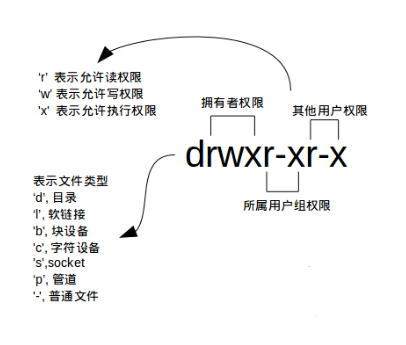 'r' 表示允许读权限
'w' 表示允许写权限
'x' 表示允许执行权限
拥有者权限
其他用户权限
drwxr-xr-x
所属用户组权限
表示文件类型
'd', 目录
'l', 软链接
'b', 块设备
'c', 字符设备
's',socket
'p', 管道
'-', 普通文件